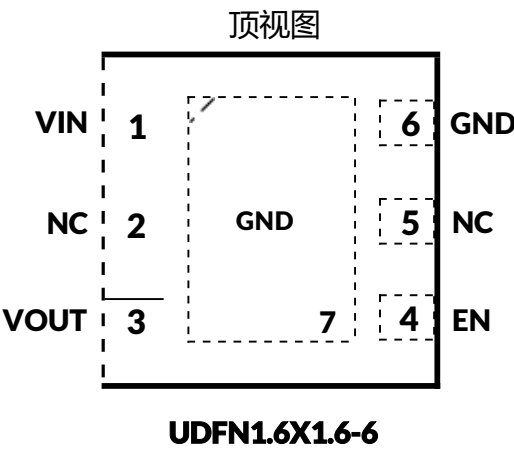 顶视图
VIN 1 6 GND
NC 2 GND 5 NC
VOUT 3 7 4 EN
UDFN1.6X1.6-6